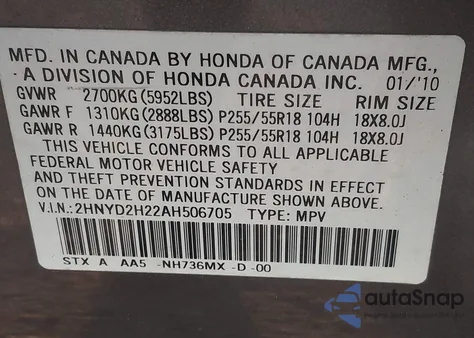 MFD. IN CANADA BY HONDA OF CANADA MFG.,
A DIVISION OF HONDA CANADA INC. 01/'10
GVWR 2700KG (5952LBS) TIRE SIZE RIM SIZE
GAWR F 1310KG (2888LBS) P255/55R18 104H 18X8.0J
GAWR R 1440KG (3175LBS) P255/55R18 104H 18X8.0J
THIS VEHICLE CONFORMS TO ALL APPLICABLE
FEDERAL MOTOR VEHICLE SAFETY
AND THEFT PREVENTION STANDARDS IN EFFECT
ON THE DATE OF MANUFACTURE SHOWN ABOVE.
V.I.N.: 2HNYD2H22AH506705 TYPE: MPV
STX A AA5 -NH736MX -D -00
autoSnap